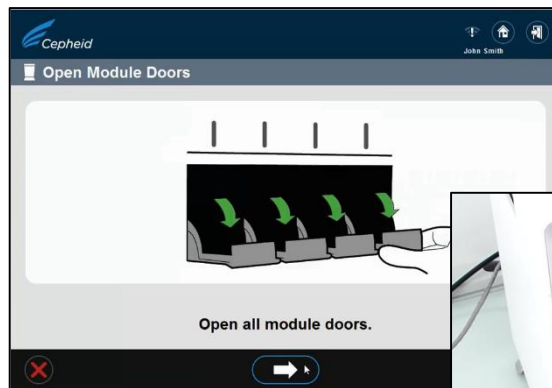 Cepheid
John Smith
Open Module Doors
Open all module doors.